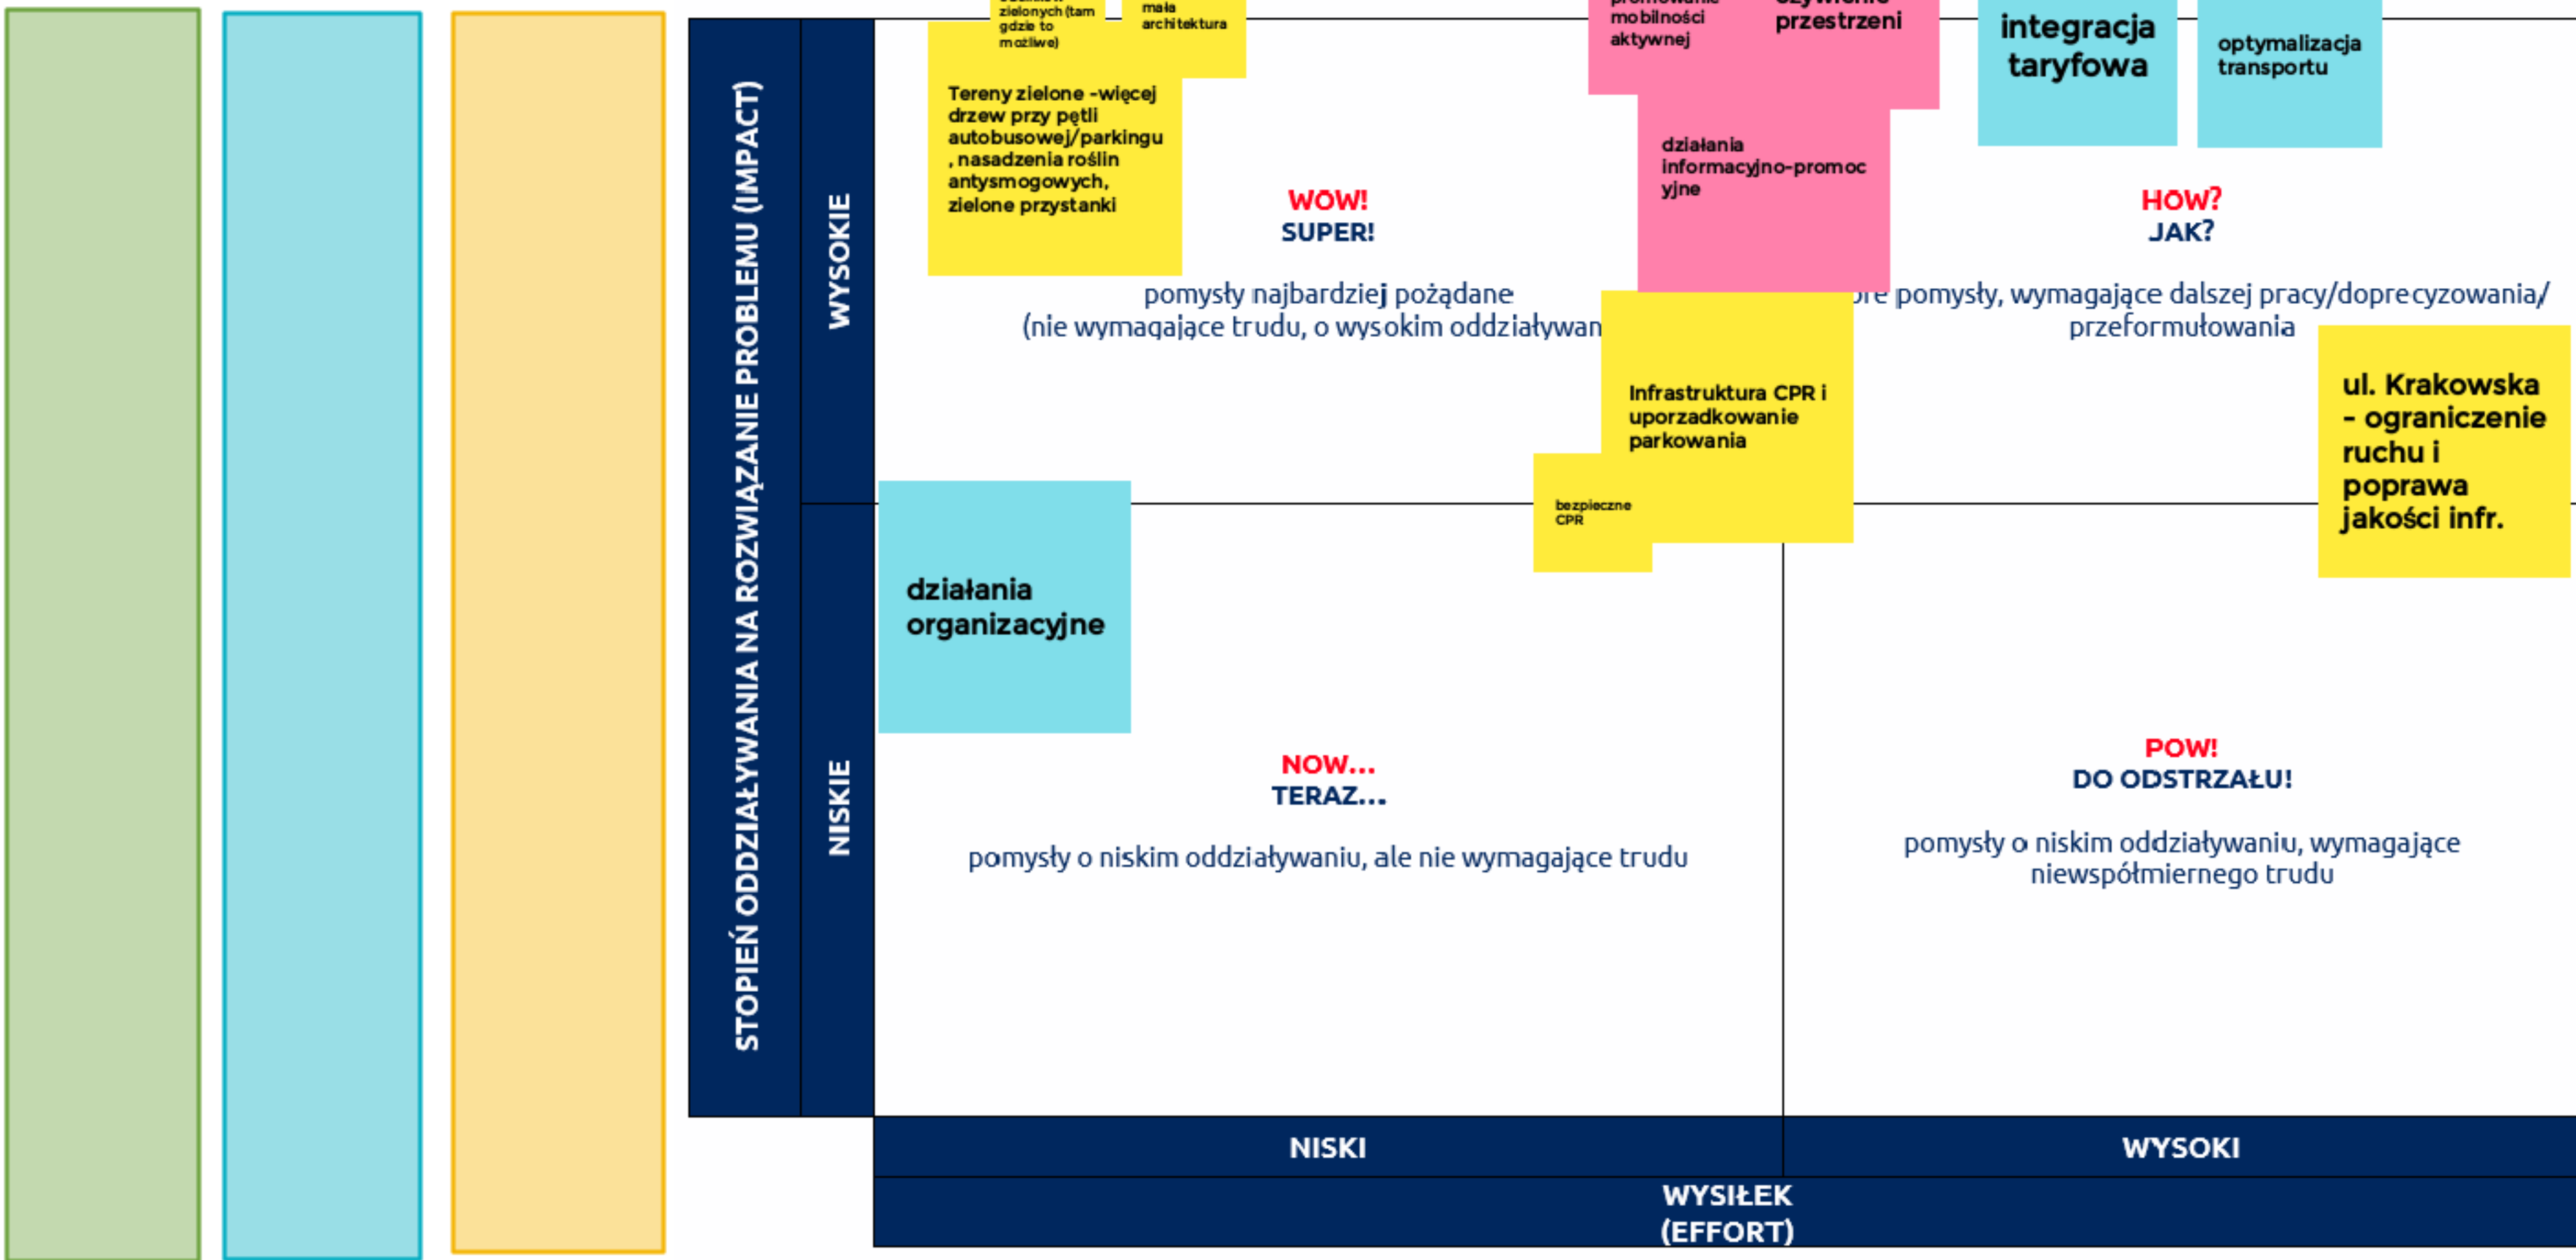 zielonych (tam
gdzie to
możliwe)
mała
architektura
Tereny zielone -więcej
drzew przy pętli
autobusowej/parkingu
, nasadzenia roślin
antysmogowych,
zielone przystanki
promowanie
mobilności
aktywnej
ożywienie
przestrzeni
działania
informacyjno-promoc
yjne
integracja
taryfowa
optymalizacja
transportu
STOPIEŃ ODDZIAŁYWANIA NA ROZWIĄZANIE PROBLEMU (IMPACT)
WYSOKIE
WOW!
SUPER!
pomysły najbardziej pożądane
(nie wymagające trudu, o wysokim oddziaływan
HOW?
JAK?
pomysły, wymagające dalszej pracy/doprecyzowania/
przeformułowania
Infrastruktura CPR i
uporzadkowanie
parkowania
bezpieczne
CPR
ul. Krakowska
- ograniczenie
ruchu i
poprawa
jakości infr.
NISKIE
działania
organizacyjne
NOW...
TERAZ...
pomysły o niskim oddziaływaniu, ale nie wymagające trudu
POW!
DO ODSTRZAŁU!
pomysły o niskim oddziaływaniu, wymagające
niewspółmiernego trudu
NISKI
WYSOKI
WYSIŁEK
(EFFORT)